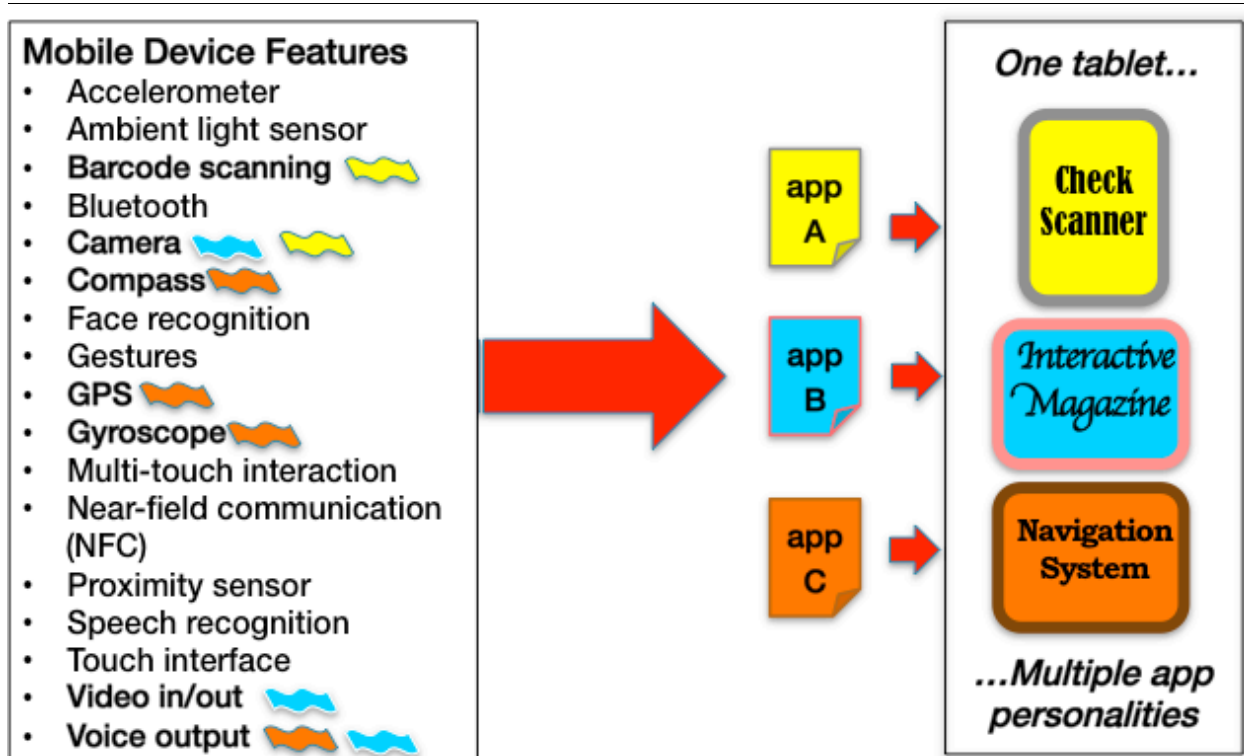 Mobile Device Features
• Accelerometer
• Ambient light sensor
• Barcode scanning
• Bluetooth
• Camera
• Compass
• Face recognition
• Gestures
• GPS
• Gyroscope
• Multi-touch interaction
• Near-field communication
(NFC)
• Proximity sensor
• Speech recognition
• Touch interface
• Video in/out
• Voice output
app
A
app
B
app
C
One tablet...
Check
Scanner
Interactive
Magazine
Navigation
System
...Multiple app
personalities